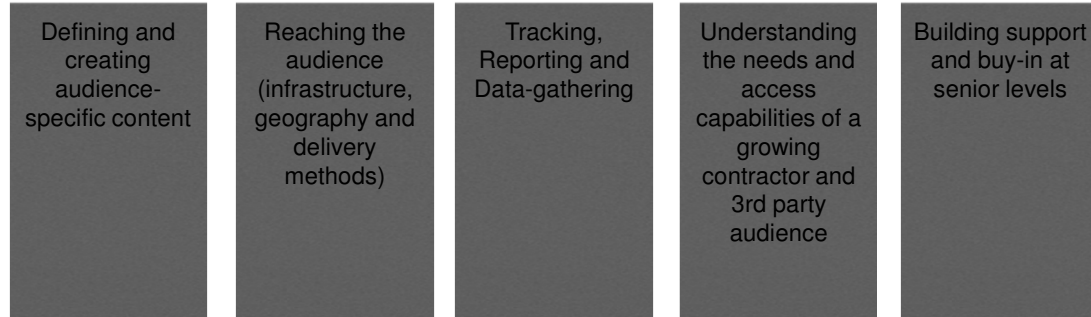 Defining and
creating
audience-
specific content
Reaching the
audience
(infrastructure,
geography and
delivery
methods)
Tracking,
Reporting and
Data-gathering
Understanding
the needs and
access
capabilities of a
growing
contractor and
3rd party
audience
Building support
and buy-in at
senior levels